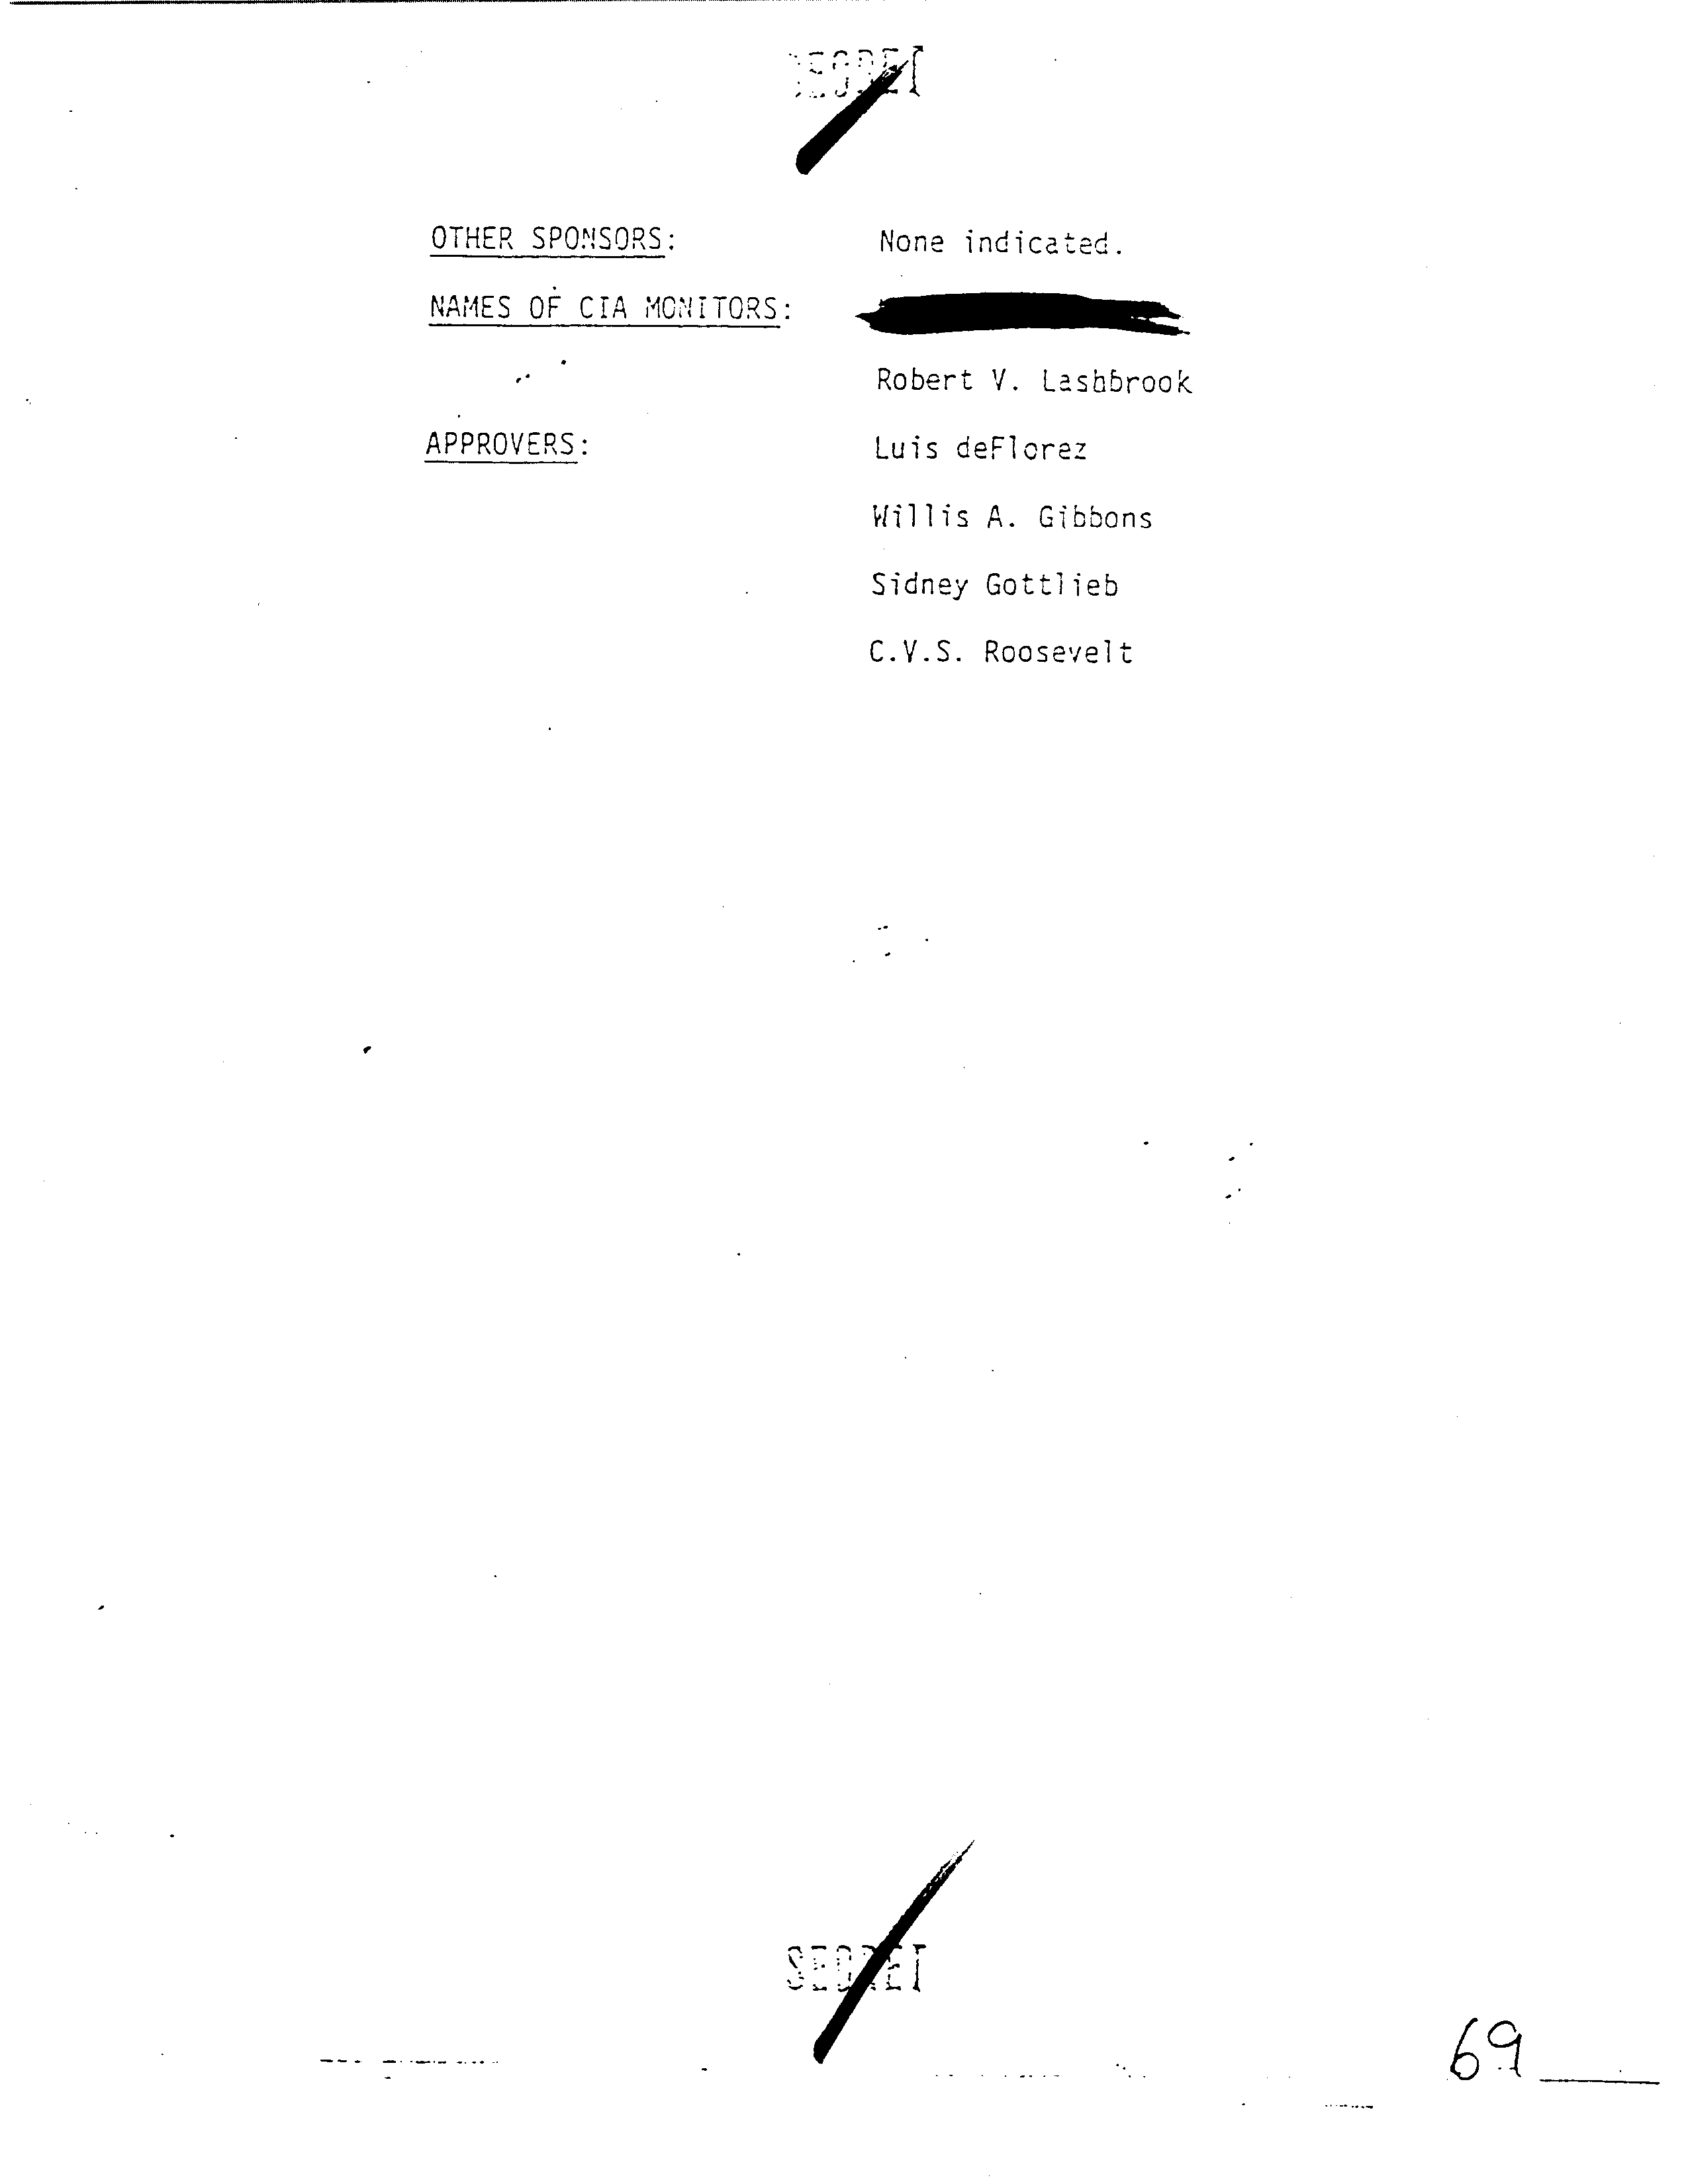 SECRET
OTHER SPONSORS: None indicated.
NAMES OF CIA MONITORS:
Robert V. Lashbrook
APPROVERS: Luis deFlorez
Willis A. Gibbons
Sidney Gottlieb
C.V.S. Roosevelt
SECRET
69